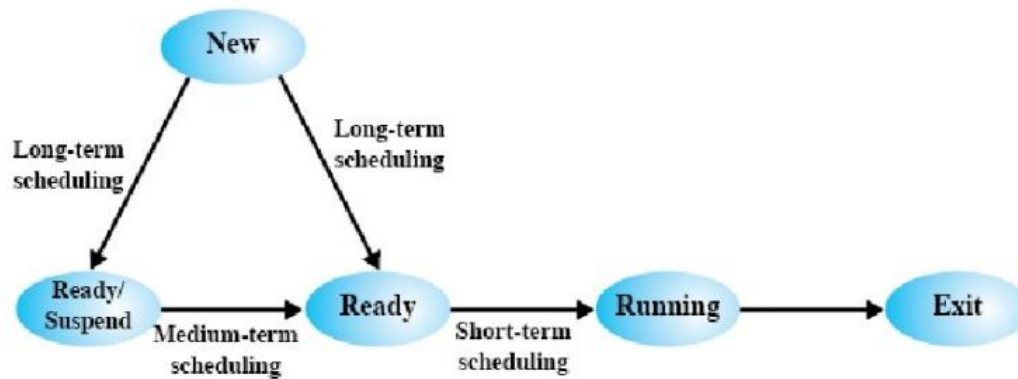 New
Long-term
scheduling
Long-term
scheduling
Ready/
Suspend
Ready
Running
Exit
Medium-term
scheduling
Short-term
scheduling